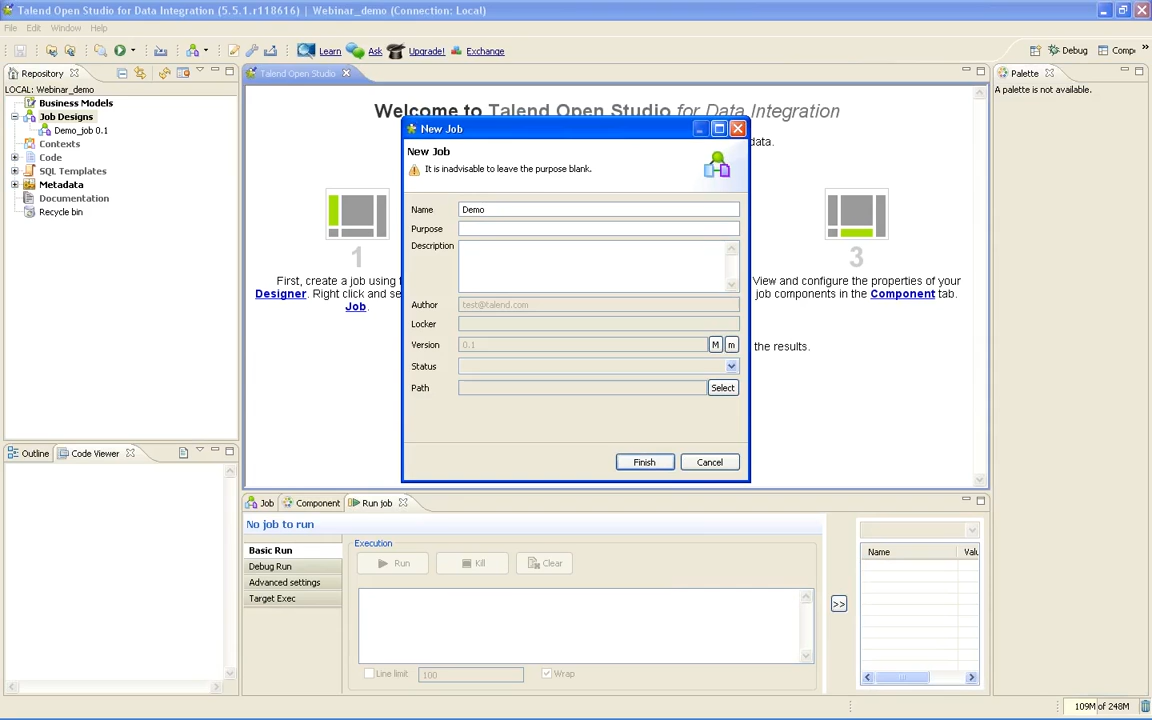 Talend Open Studio for Data Integration (5.5.1.r118616) | Webinar_demo (Connection: Local)
File Edit Window Help
Learn Ask Upgrade! Exchange
Debug Comp »
Repository
LOCAL: Webinar_demo
Business Models
Job Designs
Demo_job 0.1
Contexts
Code
SQL Templates
Metadata
Documentation
Recycle bin
Talend Open Studio
Welcome to Talend Open Studio for Data Integration
data.
1
First, create a job using
Designer. Right click and se
Job.
3
View and configure the properties of your
job components in the Component tab.
the results.
New Job
New Job
It is inadvisable to leave the purpose blank.
Name Demo
Purpose
Description
Author test@talend.com
Locker
Version 0.1 M m
Status
Path Select
Finish Cancel
Palette
A palette is not available.
Outline Code Viewer
Job Component Run job
No job to run
Basic Run
Debug Run
Advanced settings
Target Exec
Execution
Run Kill Clear
Line limit 100 Wrap
>>
Name Valu
109M of 248M